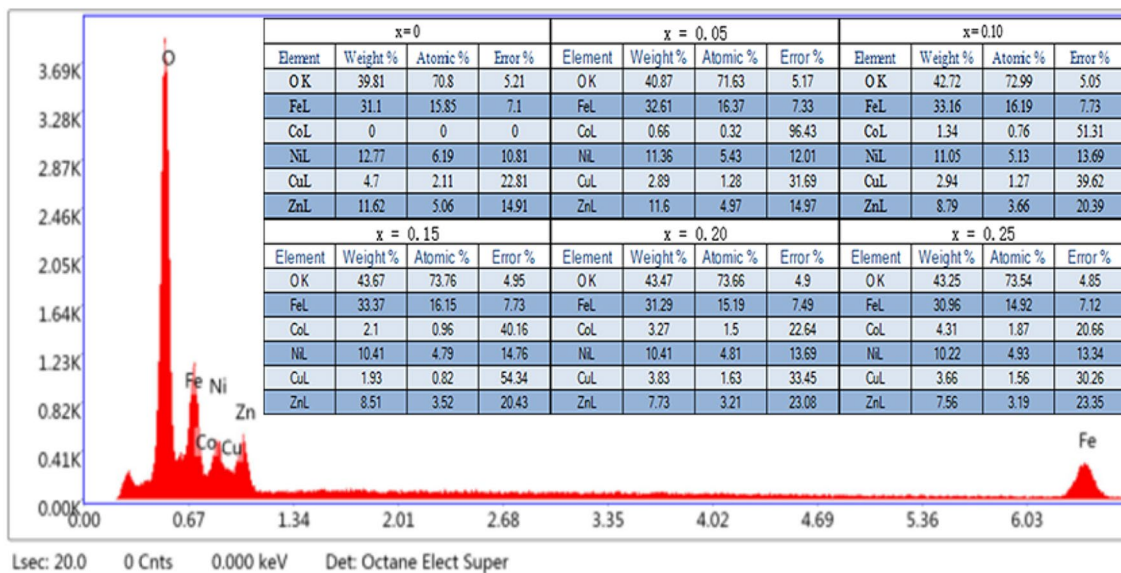 x=0 x = 0.05 x=0.10
Element Weight % Atomic % Error % Element Weight % Atomic % Error % Element Weight % Atomic % Error %
O K 39.81 70.8 5.21 O K 40.87 71.63 5.17 O K 42.72 72.99 5.05
FeL 31.1 15.85 7.1 FeL 32.61 16.37 7.33 FeL 33.16 16.19 7.73
CoL 0 0 0 CoL 0.66 0.32 96.43 CoL 1.34 0.76 51.31
NiL 12.77 6.19 10.81 NiL 11.36 5.43 12.01 NiL 11.05 5.13 13.69
CuL 4.7 2.11 22.81 CuL 2.89 1.28 31.69 CuL 2.94 1.27 39.62
ZnL 11.62 5.06 14.91 ZnL 11.6 4.97 14.97 ZnL 8.79 3.66 20.39
x = 0.15 x = 0.20 x = 0.25
Element Weight % Atomic % Error % Element Weight % Atomic % Error % Element Weight % Atomic % Error %
O K 43.67 73.76 4.95 O K 43.47 73.66 4.9 O K 43.25 73.54 4.85
FeL 33.37 16.15 7.73 FeL 31.29 15.19 7.49 FeL 30.96 14.92 7.12
CoL 2.1 0.96 40.16 CoL 3.27 1.5 22.64 CoL 4.31 1.87 20.66
NiL 10.41 4.79 14.76 NiL 10.41 4.81 13.69 NiL 10.22 4.93 13.34
CuL 1.93 0.82 54.34 CuL 3.83 1.63 33.45 CuL 3.66 1.56 30.26
ZnL 8.51 3.52 20.43 ZnL 7.73 3.21 23.08 ZnL 7.56 3.19 23.35
3.69K
3.28K
2.87K
2.46K
2.05K
1.64K
1.23K
0.82K
0.41K
0.00K
O
Fe Ni
Zn
Co Cu
Fe
0.00 0.67 1.34 2.01 2.68 3.35 4.02 4.69 5.36 6.03
Lsec: 20.0 0 Cnts 0.000 keV Det: Octane Elect Super